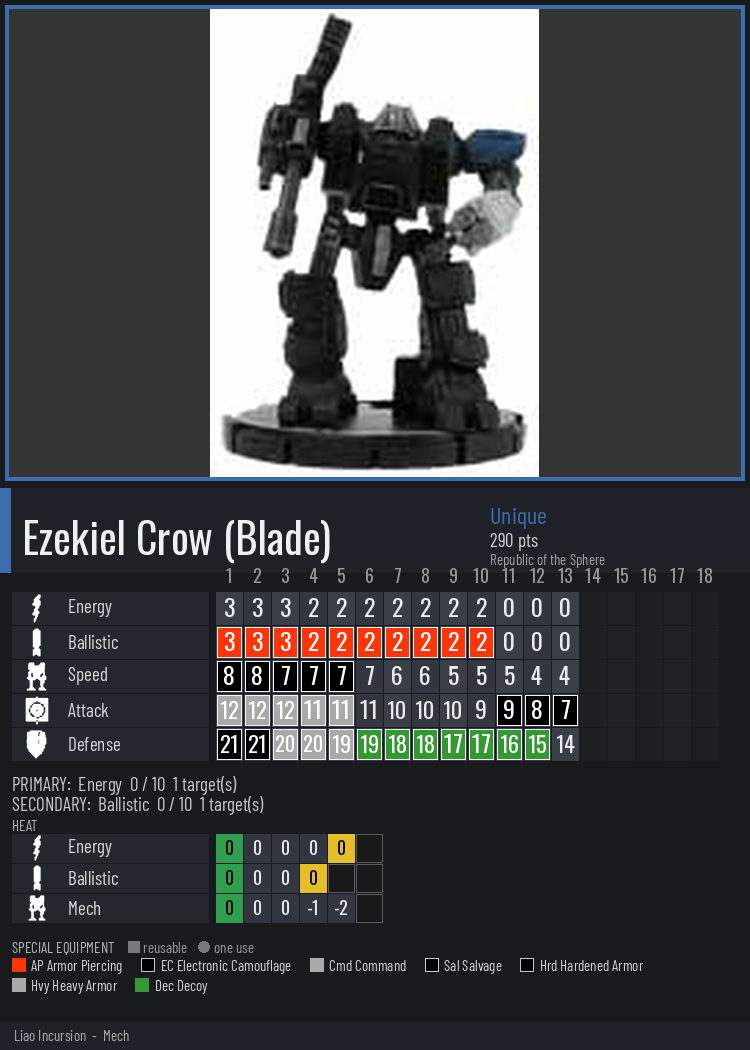 Ezekiel Crow (Blade)
Unique
290 pts
Republic of the Sphere
1 2 3 4 5 6 7 8 9 10 11 12 13 14 15 16 17 18
Energy 3 3 3 2 2 2 2 2 2 2 0 0 0
Ballistic 3 3 3 2 2 2 2 2 2 2 0 0 0
Speed 8 8 7 7 7 7 6 6 5 5 5 4 4
Attack 12 12 12 11 11 11 10 10 10 9 9 8 7
Defense 21 21 20 20 19 19 18 18 17 17 16 15 14
PRIMARY: Energy 0 / 10 1 target(s)
SECONDARY: Ballistic 0 / 10 1 target(s)
HEAT
Energy 0 0 0 0 0
Ballistic 0 0 0 0
Mech 0 0 0 -1 -2
SPECIAL EQUIPMENT reusable one use
AP Armor Piercing EC Electronic Camouflage Cmd Command Sal Salvage Hrd Hardened Armor
Hvy Heavy Armor Dec Decoy
Liao Incursion - Mech